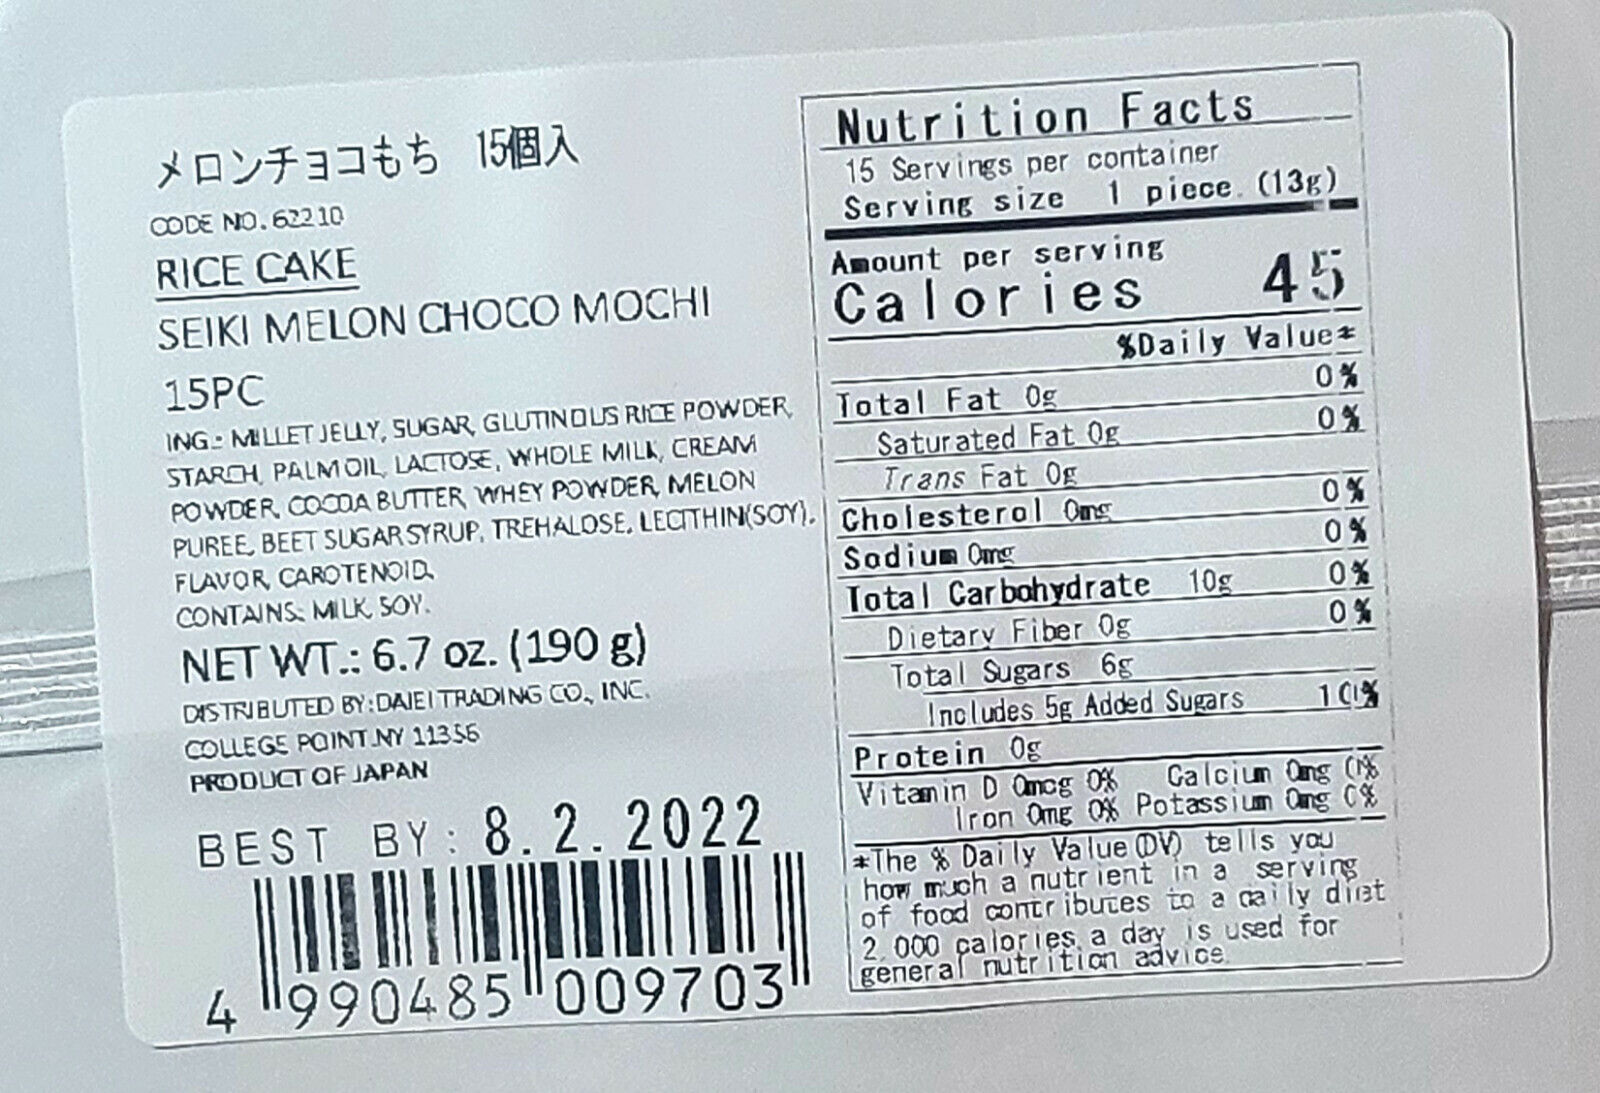 メロンチョコもち 15個入
CODE NO. 62210
RICE CAKE
SEIKI MELON CHOCO MOCHI
15PC
ING.: MILLET JELLY, SUGAR, GLUTINOUS RICE POWDER,
STARCH, PALM OIL, LACTOSE, WHOLE MILK, CREAM
POWDER, COCOA BUTTER, WHEY POWDER, MELON
PUREE, BEET SUGAR SYRUP, TREHALOSE, LECITHIN(SOY),
FLAVOR, CAROTENOID.
CONTAINS: MILK, SOY.
NET WT.: 6.7 oz. (190 g)
DISTRIBUTED BY: DAIEI TRADING CO., INC.
COLLEGE POINT.NY 11356
PRODUCT OF JAPAN
BEST BY: 8.2.2022
4 990485 009703
Nutrition Facts
15 Servings per container
Serving size 1 piece (13g)
Amount per serving
Calories 45
%Daily Value*
Total Fat 0g 0%
Saturated Fat 0g 0%
Trans Fat 0g
Cholesterol 0mg 0%
Sodium 0mg 0%
Total Carbohydrate 10g 0%
Dietary Fiber 0g 0%
Total Sugars 6g
Includes 5g Added Sugars 10%
Protein 0g
Vitamin D 0mcg 0% Calcium 0mg 0%
Iron 0mg 0% Potassium 0mg 0%
*The % Daily Value (DV) tells you
how much a nutrient in a serving
of food contributes to a daily diet
2,000 calories a day is used for
general nutrition advice.